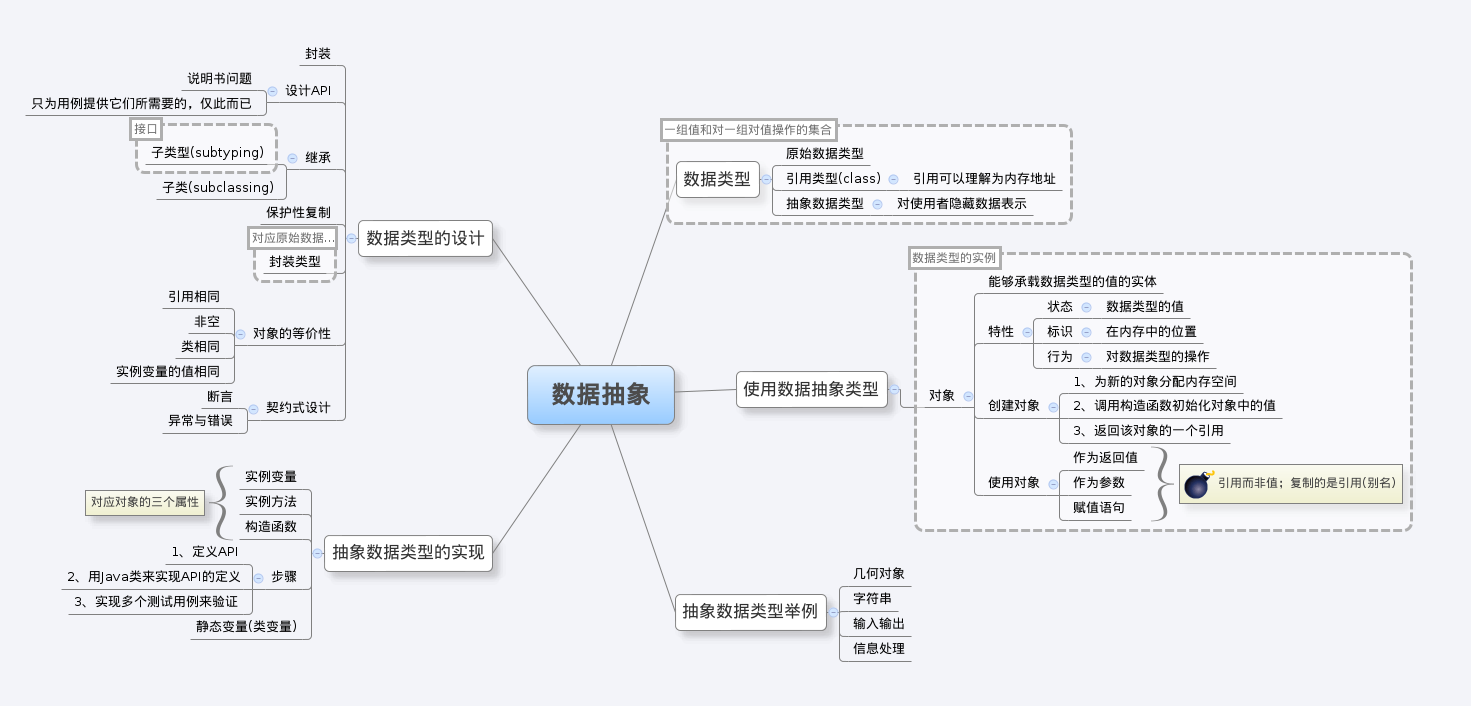 数据抽象
一组值和对一组对值操作的集合
数据类型
原始数据类型
引用类型(class)
引用可以理解为内存地址
抽象数据类型
对使用者隐藏数据表示
使用数据抽象类型
数据类型的实例
对象
能够承载数据类型的值的实体
特性
状态
数据类型的值
标识
在内存中的位置
行为
对数据类型的操作
创建对象
1、为新的对象分配内存空间
2、调用构造函数初始化对象中的值
3、返回该对象的一个引用
使用对象
作为返回值
作为参数
赋值语句
引用而非值；复制的是引用(别名)
抽象数据类型举例
几何对象
字符串
输入输出
信息处理
数据类型的设计
封装
设计API
说明书问题
只为用例提供它们所需要的，仅此而已
继承
接口
子类型(subtyping)
子类(subclassing)
保护性复制
对应原始数据...
封装类型
对象的等价性
引用相同
非空
类相同
实例变量的值相同
契约式设计
断言
异常与错误
抽象数据类型的实现
实例变量
实例方法
构造函数
对应对象的三个属性
步骤
1、定义API
2、用Java类来实现API的定义
3、实现多个测试用例来验证
静态变量(类变量)